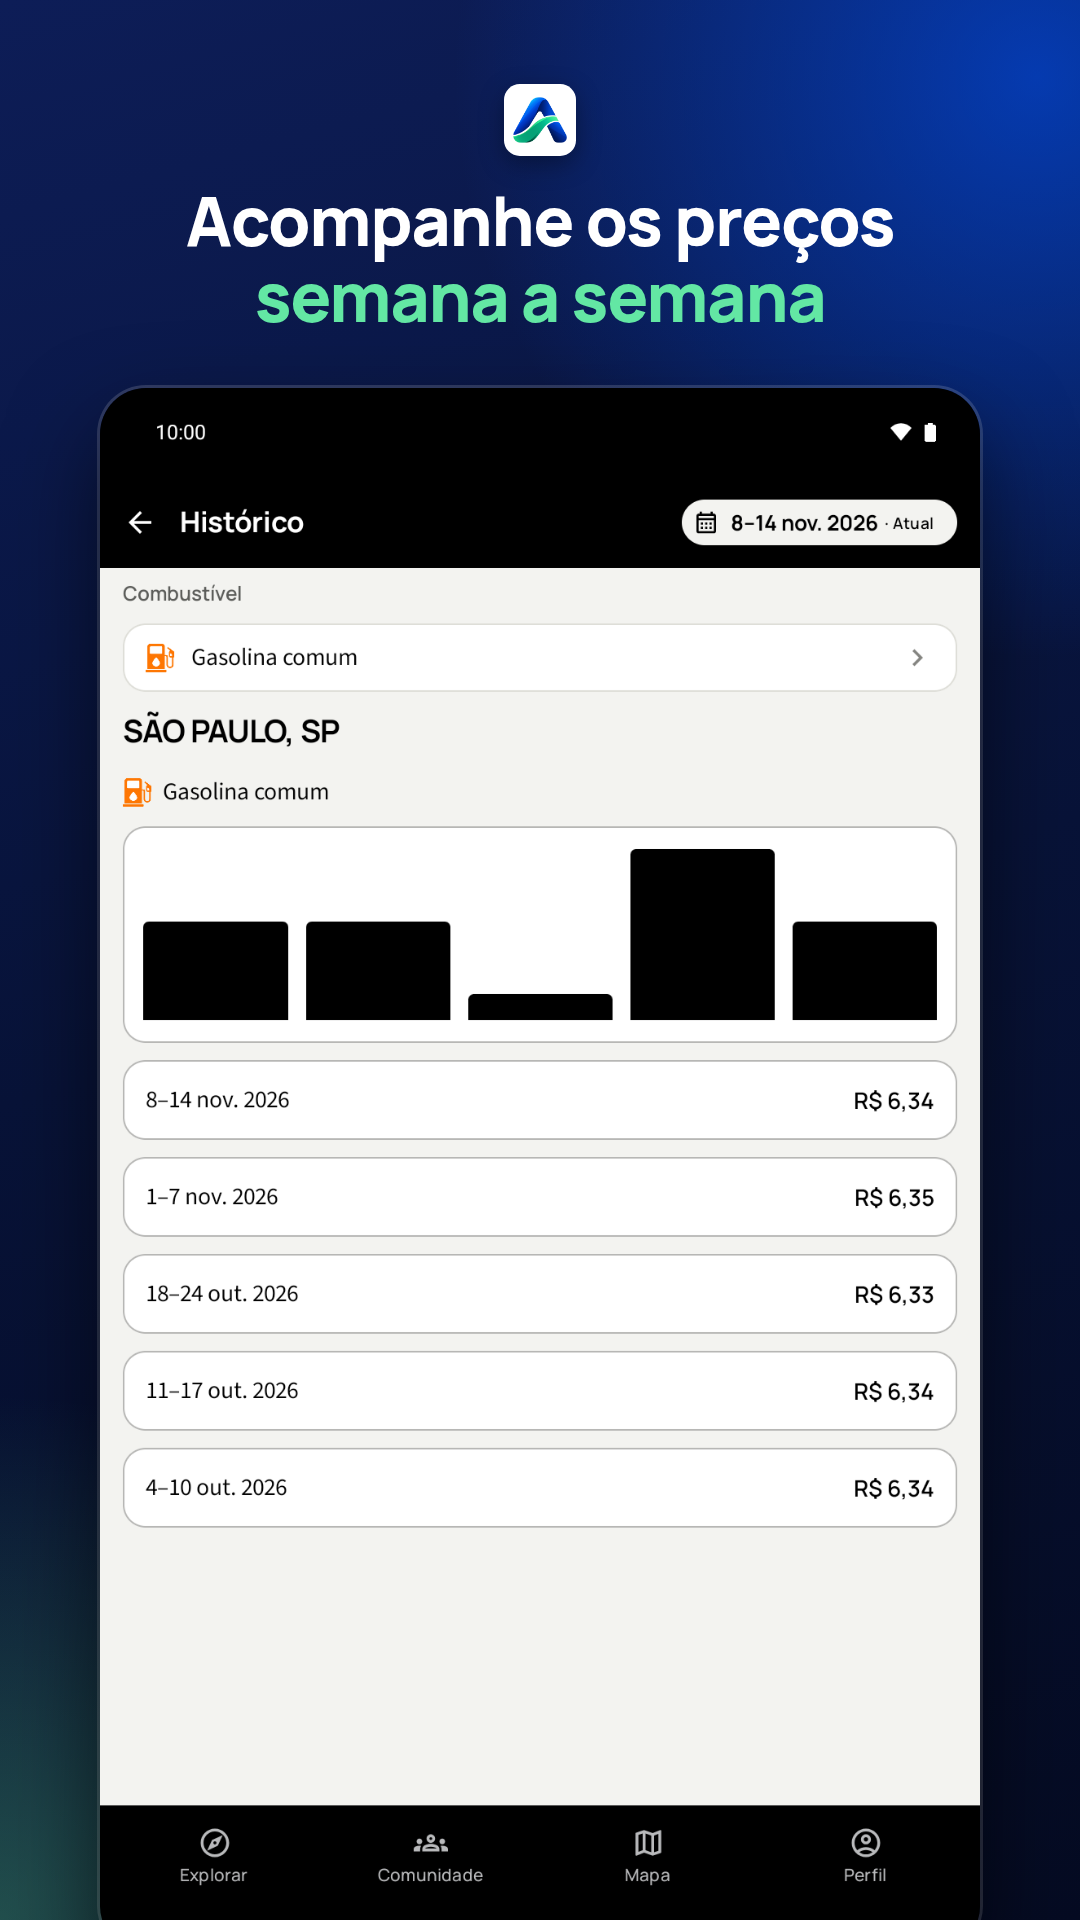 Acompanhe os preços
semana a semana
10:00
Histórico
8–14 nov. 2026 · Atual
Combustível
Gasolina comum
SÃO PAULO, SP
Gasolina comum
8–14 nov. 2026
R$ 6,34
1–7 nov. 2026
R$ 6,35
18–24 out. 2026
R$ 6,33
11–17 out. 2026
R$ 6,34
4–10 out. 2026
R$ 6,34
Explorar
Comunidade
Mapa
Perfil